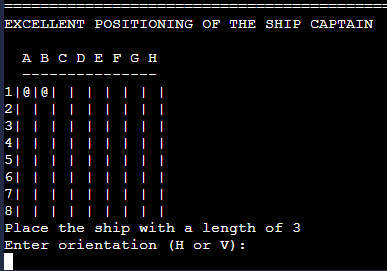 ================================================
EXCELLENT POSITIONING OF THE SHIP CAPTAIN
A B C D E F G H
---------------
1|@|@| | | | | | |
2| | | | | | | | |
3| | | | | | | | |
4| | | | | | | | |
5| | | | | | | | |
6| | | | | | | | |
7| | | | | | | | |
8| | | | | | | | |
Place the ship with a length of 3
Enter orientation (H or V):